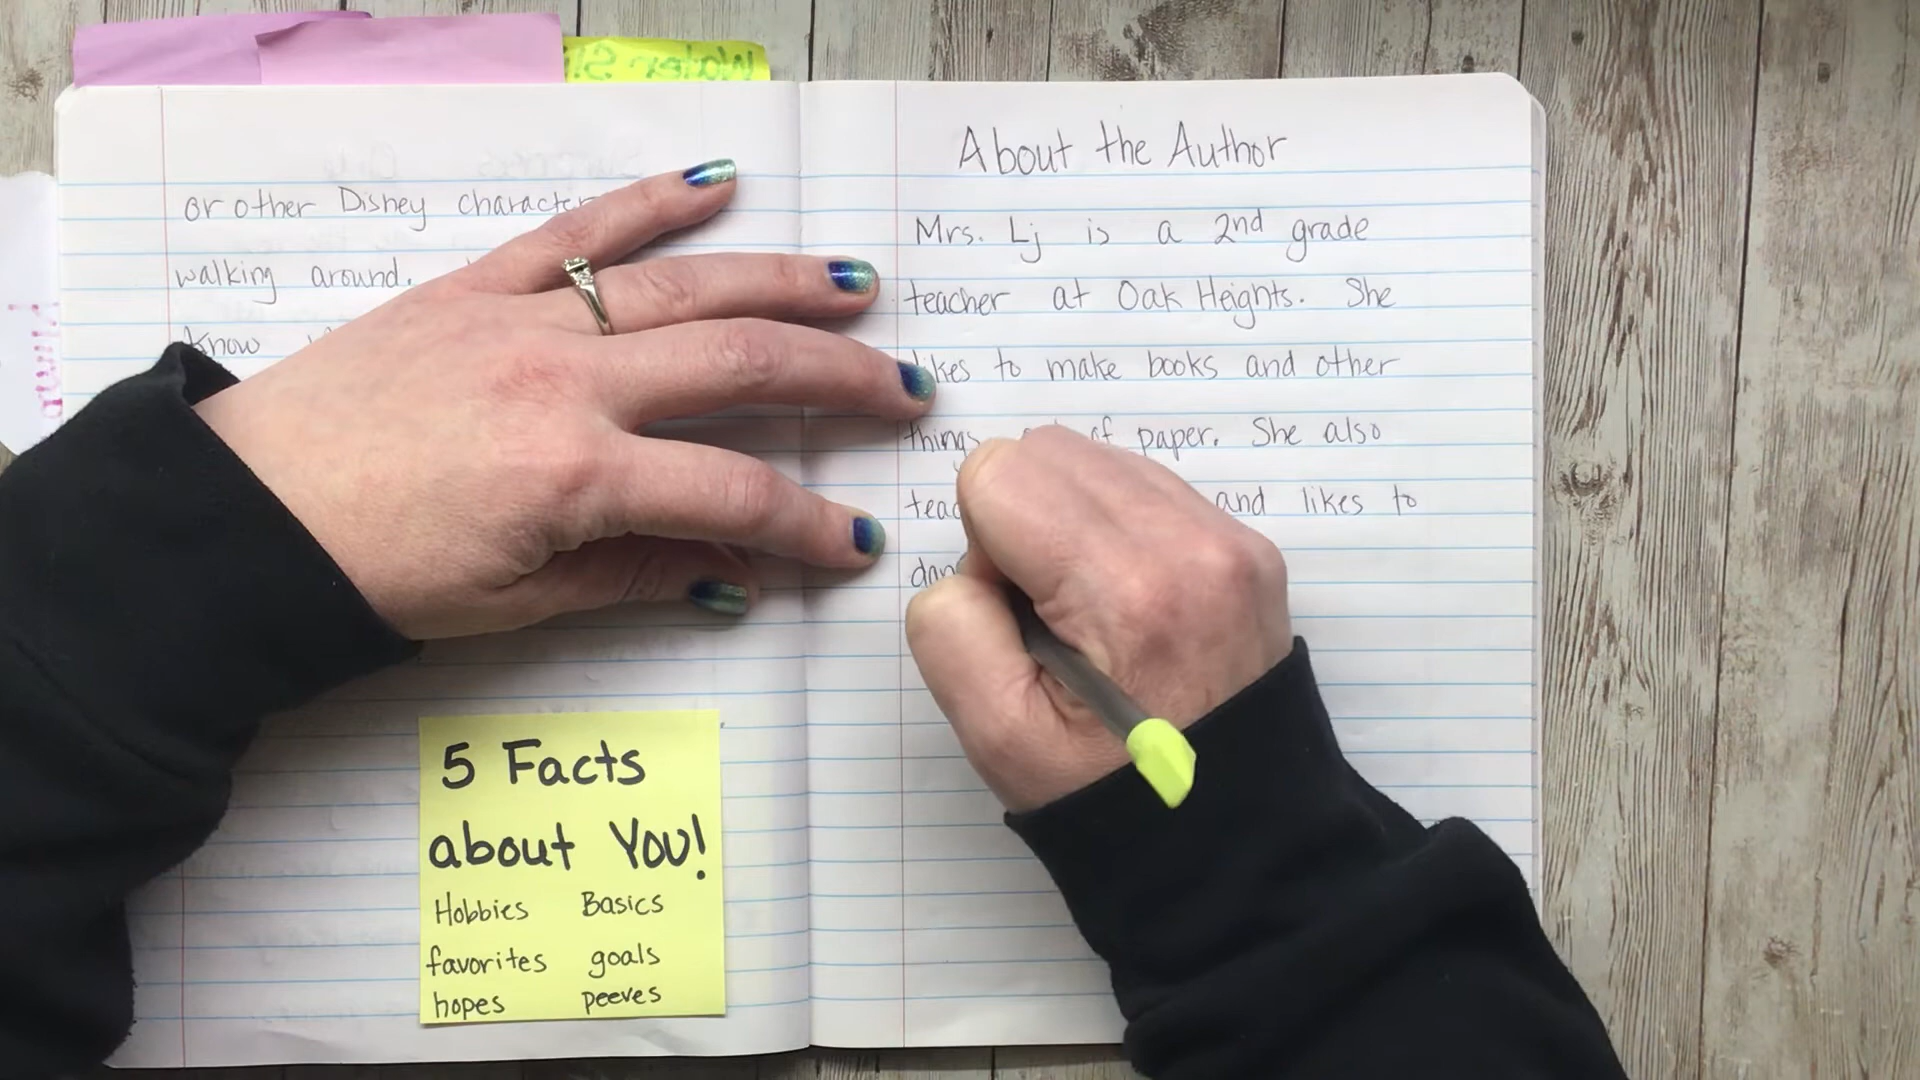 or other Disney character
walking around.
know
About the Author
Mrs. Lj is a 2nd grade
teacher at Oak Heights. She
likes to make books and other
things of paper. She also
and likes to
5 Facts
about You!
Hobbies Basics
favorites goals
hopes peeves